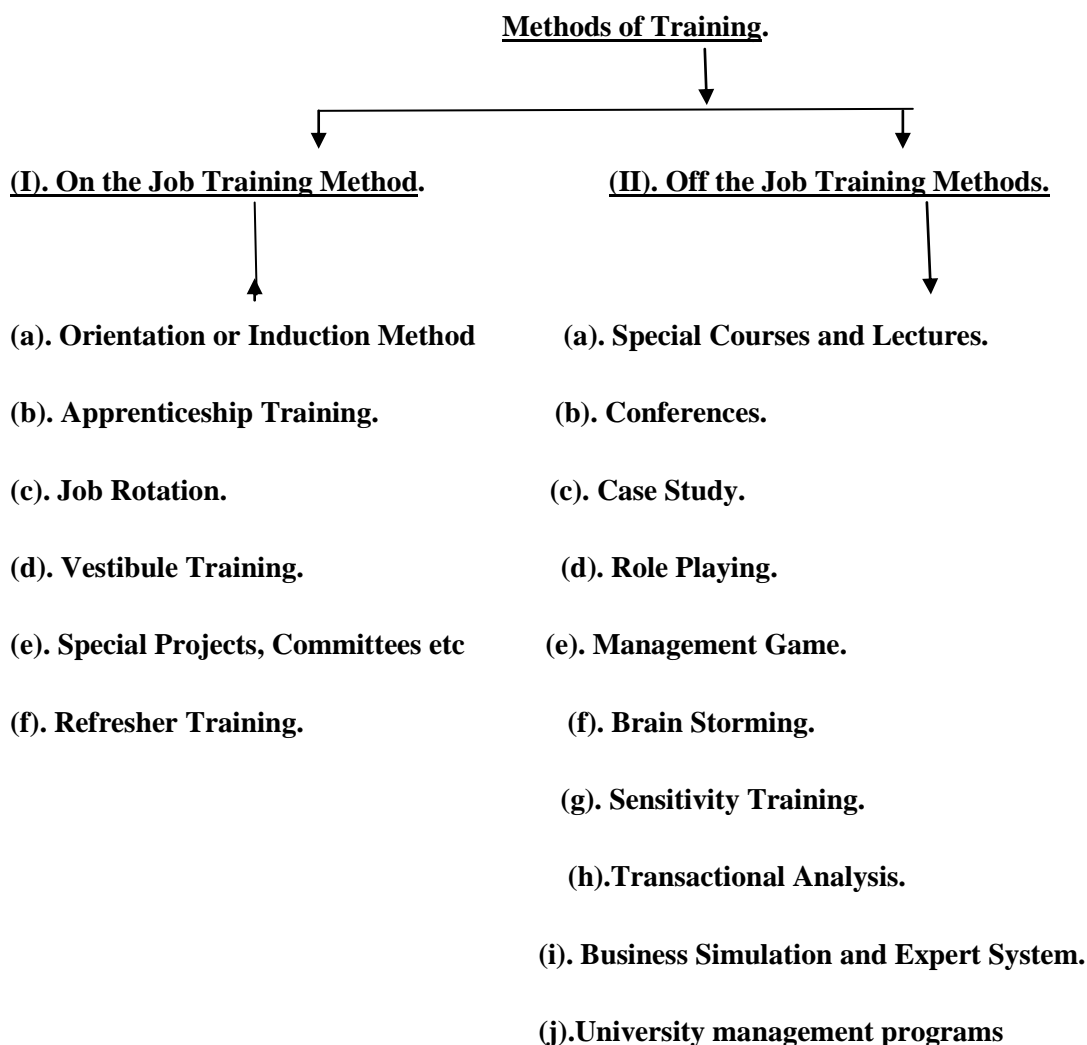 Methods of Training.
(I). On the Job Training Method.
(II). Off the Job Training Methods.
(a). Orientation or Induction Method
(b). Apprenticeship Training.
(c). Job Rotation.
(d). Vestibule Training.
(e). Special Projects, Committees etc
(f). Refresher Training.
(a). Special Courses and Lectures.
(b). Conferences.
(c). Case Study.
(d). Role Playing.
(e). Management Game.
(f). Brain Storming.
(g). Sensitivity Training.
(h).Transactional Analysis.
(i). Business Simulation and Expert System.
(j).University management programs